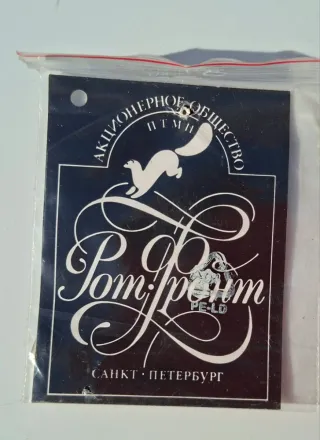 АКЦИОНЕРНОЕ ОБЩЕСТВО
ПТМП
Рот·Фронт
PE-LD
САНКТ·ПЕТЕРБУРГ